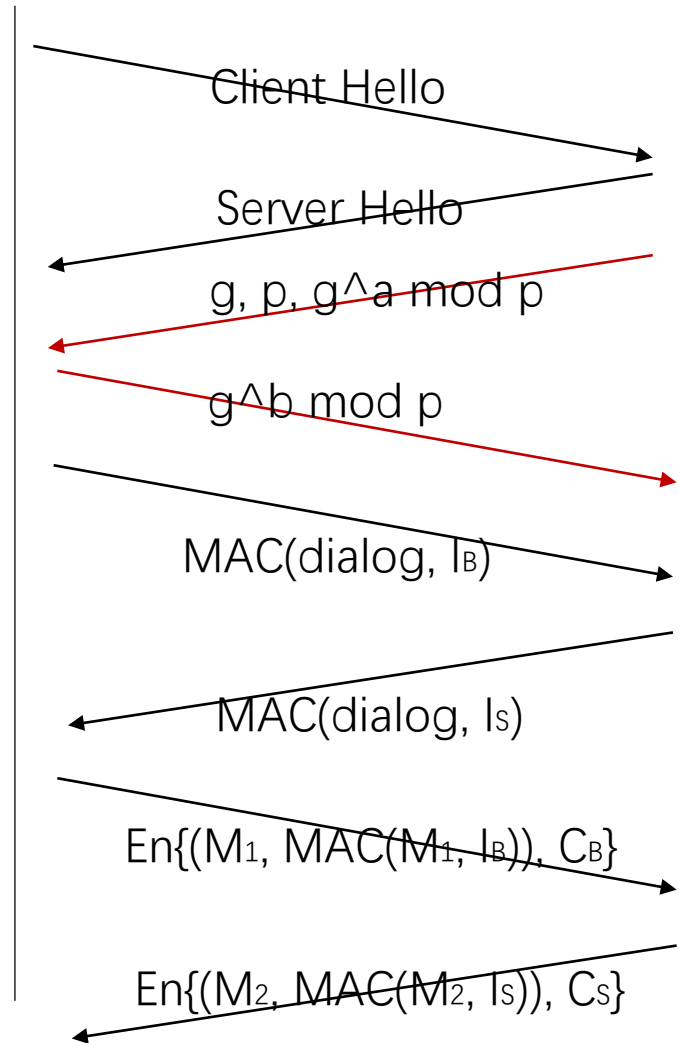 Client Hello
Server Hello
g, p, g^a mod p
g^b mod p
MAC(dialog, IB)
MAC(dialog, IS)
En{(M1, MAC(M1, IB)), CB}
En{(M2, MAC(M2, IS)), CS}